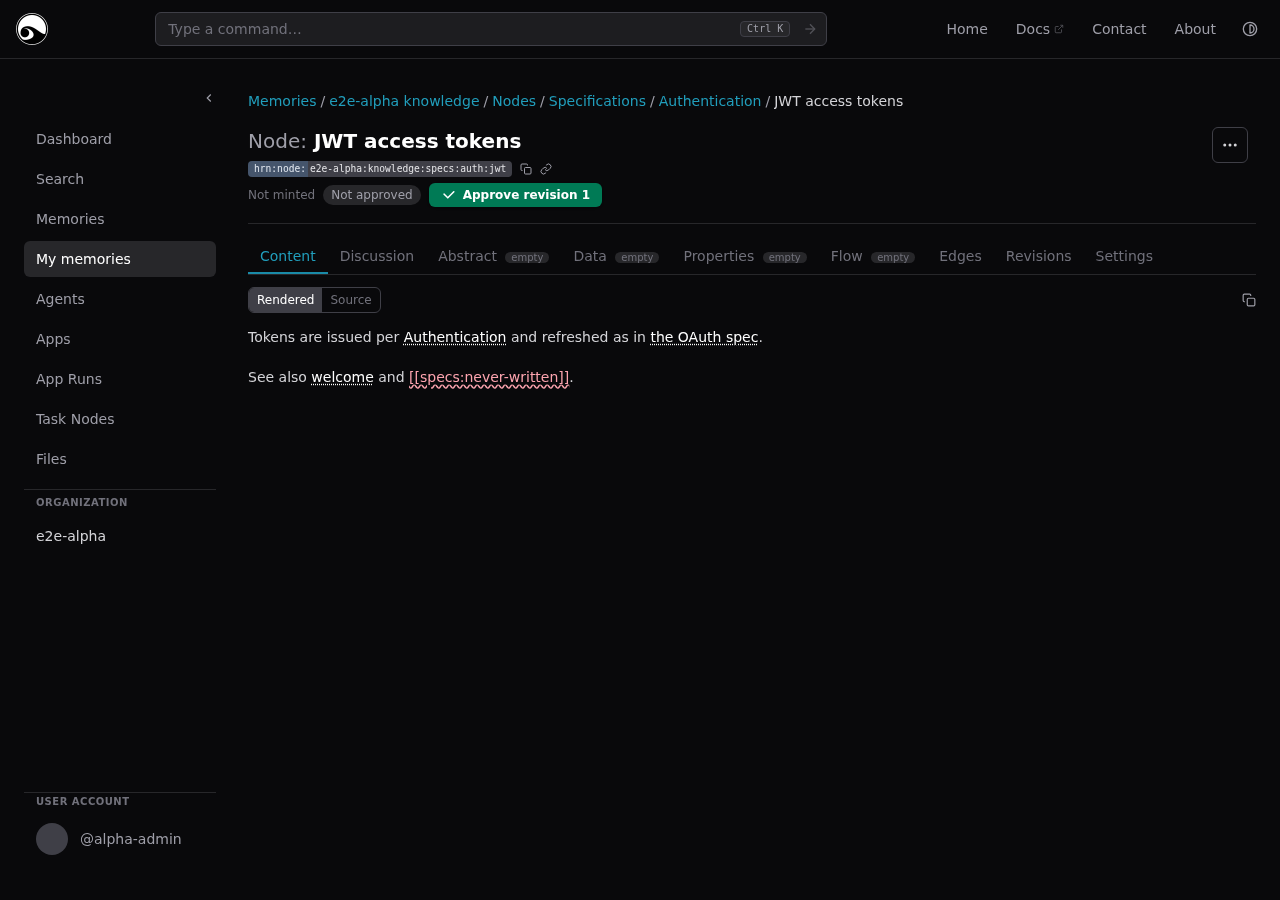 Type a command... Ctrl K
Home Docs Contact About
Memories / e2e-alpha knowledge / Nodes / Specifications / Authentication / JWT access tokens
Node: JWT access tokens
hrn:node: e2e-alpha:knowledge:specs:auth:jwt
Not minted Not approved Approve revision 1
Content Discussion Abstract empty Data empty Properties empty Flow empty Edges Revisions Settings
Rendered Source
Tokens are issued per Authentication and refreshed as in the OAuth spec.
See also welcome and [[specs:never-written]].
Dashboard
Search
Memories
My memories
Agents
Apps
App Runs
Task Nodes
Files
ORGANIZATION
e2e-alpha
USER ACCOUNT
@alpha-admin